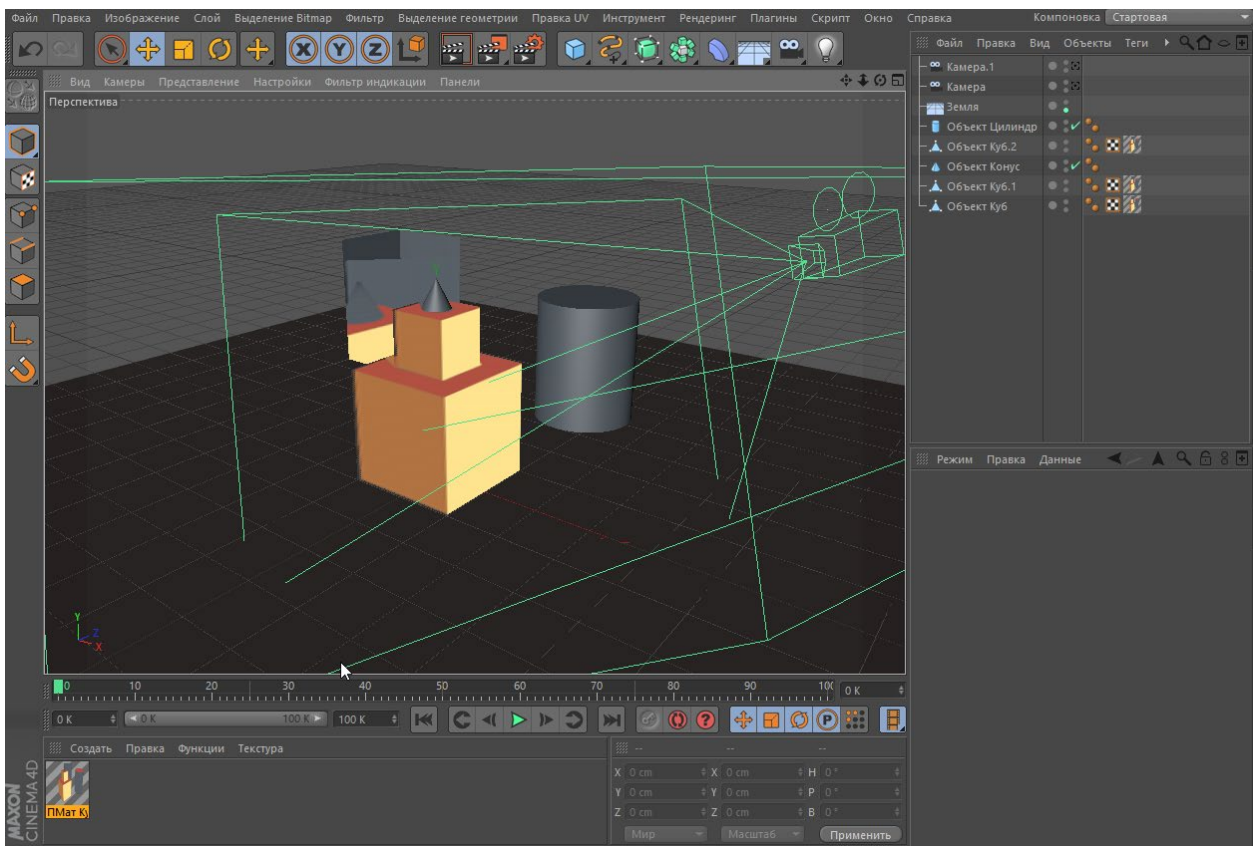 Файл Правка Изображение Слой Выделение Bitmap Фильтр Выделение геометрии Правка UV Инструмент Рендеринг Плагины Скрипт Окно Справка Компоновка Стартовая
Файл Правка Вид Объекты Теги
Вид Камеры Представление Настройки Фильтр индикации Панели
Перспектива
Камера.1
Камера
Земля
Объект Цилиндр
Объект Куб.2
Объект Конус
Объект Куб.1
Объект Куб
X Y Z
Режим Правка Данные
Y
Z
X
0 10 20 30 40 50 60 70 80 90 100 0 K
0 K 0 K 100 K 100 K P
Создать Правка Функции Текстура
-- -- --
X 0 cm X 0 cm H 0°
Y 0 cm Y 0 cm P 0°
Z 0 cm Z 0 cm B 0°
Мир Масштаб Применить
ПМат Ку
MAXON
CINEMA 4D